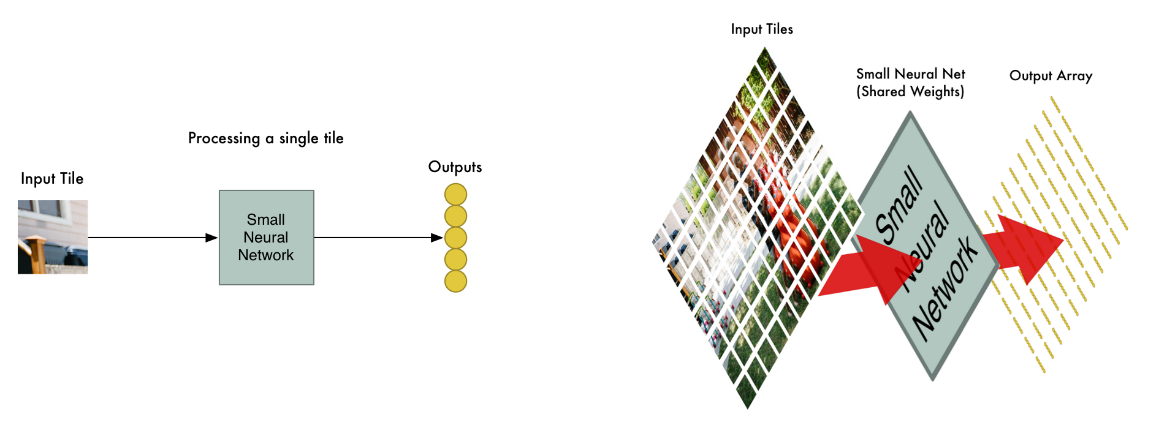 Processing a single tile
Input Tile
Small
Neural
Network
Outputs
Input Tiles
Small Neural Net
(Shared Weights)
Output Array
Small
Neural
Network